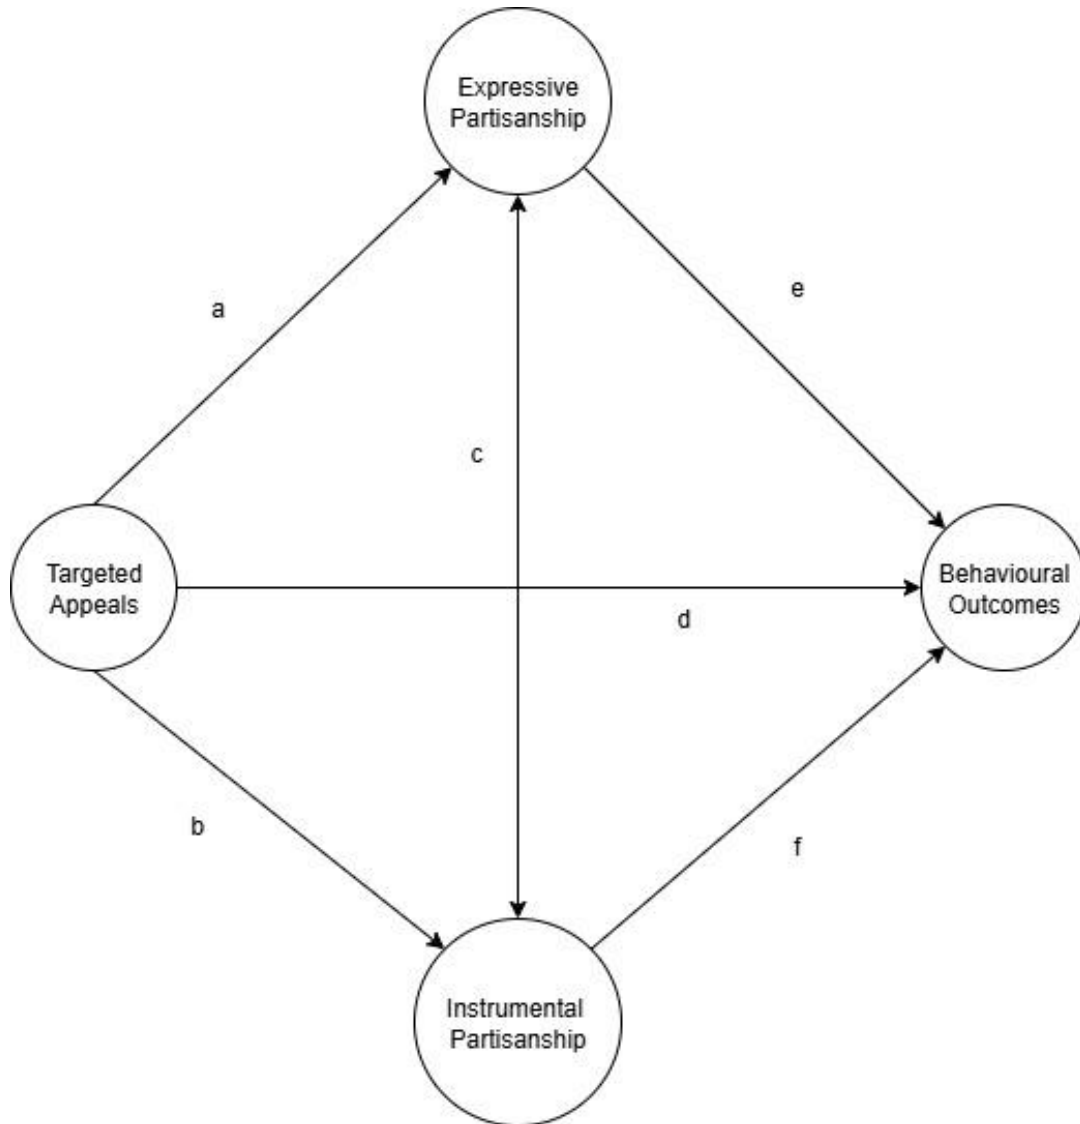 Expressive
Partisanship
a
e
c
Targeted
Appeals
Behavioural
Outcomes
d
b
f
Instrumental
Partisanship